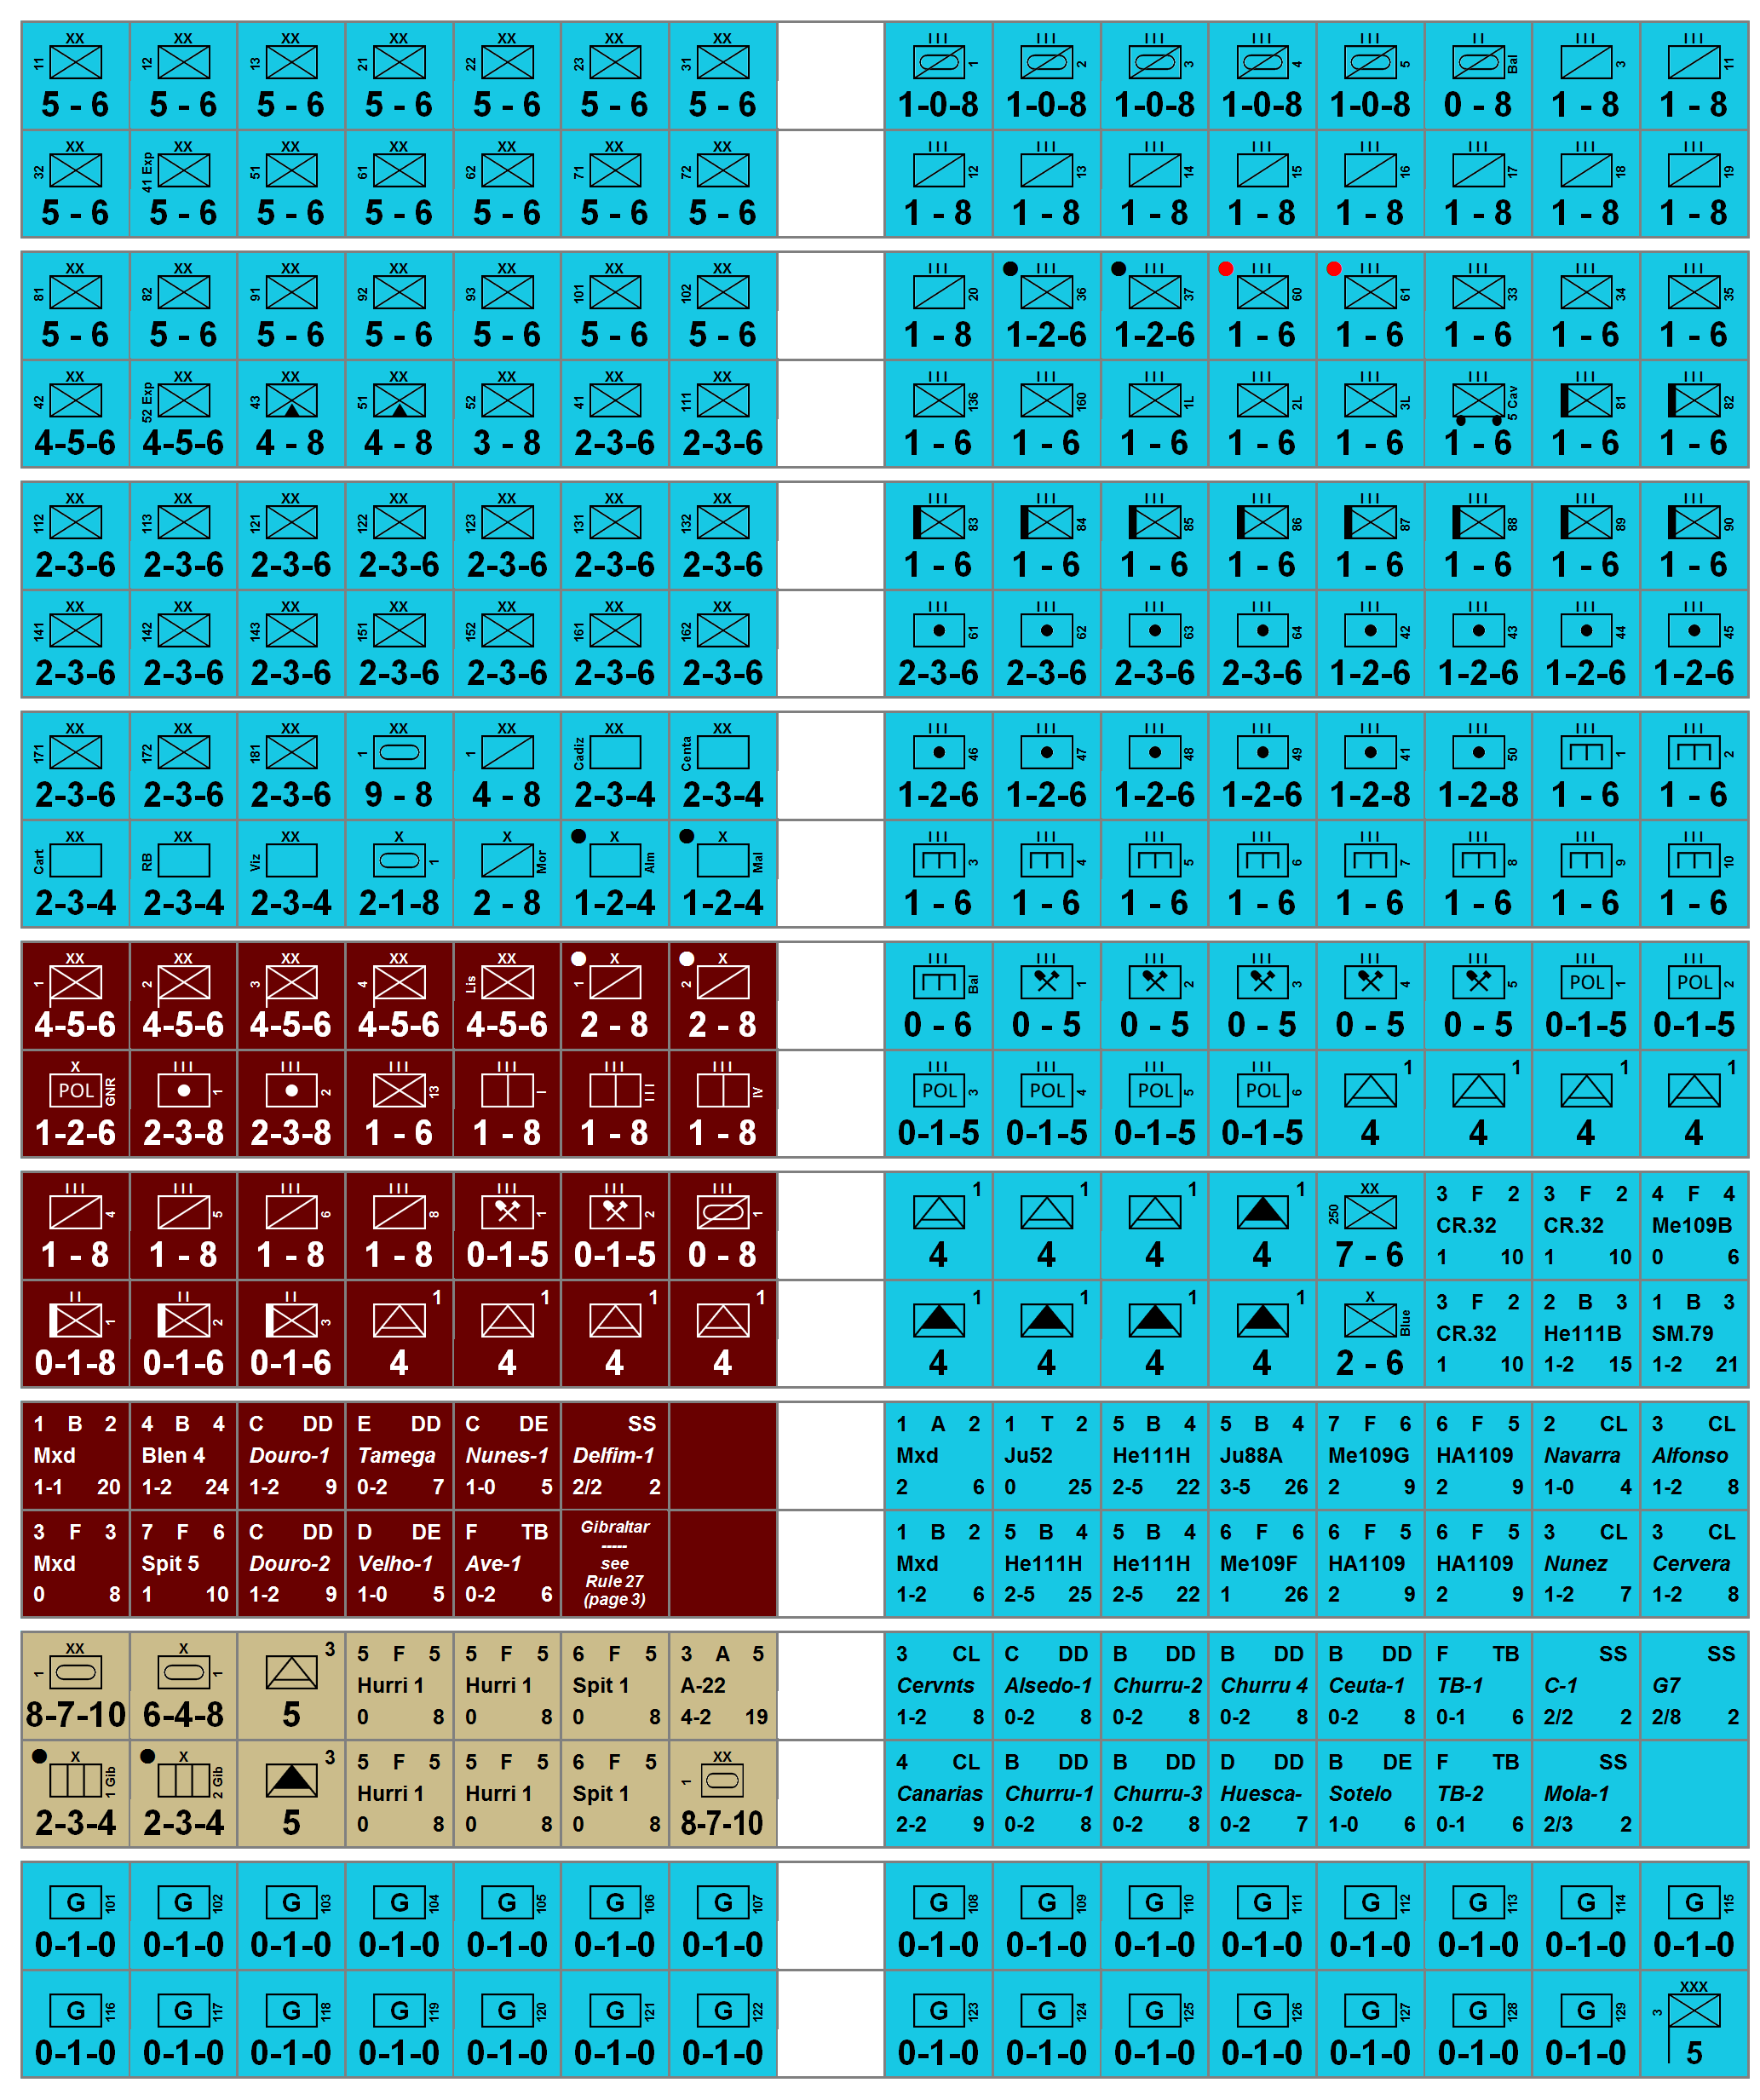 XX XX XX XX XX XX XX III III III III III II III III
11 12 13 21 22 23 31 1 2 3 4 5 Bal 3 11
5 - 6 5 - 6 5 - 6 5 - 6 5 - 6 5 - 6 5 - 6 1-0-8 1-0-8 1-0-8 1-0-8 1-0-8 0 - 8 1 - 8 1 - 8
XX XX XX XX XX XX XX III III III III III III III III
32 41 Exp 51 61 62 71 72 12 13 14 15 16 17 18 19
5 - 6 5 - 6 5 - 6 5 - 6 5 - 6 5 - 6 5 - 6 1 - 8 1 - 8 1 - 8 1 - 8 1 - 8 1 - 8 1 - 8 1 - 8
XX XX XX XX XX XX XX III III III III III III III III
81 82 91 92 93 101 102 20 36 37 60 61 33 34 35
5 - 6 5 - 6 5 - 6 5 - 6 5 - 6 5 - 6 5 - 6 1 - 8 1-2-6 1-2-6 1 - 6 1 - 6 1 - 6 1 - 6 1 - 6
XX XX XX XX XX XX XX III III III III III III III III
42 52 Exp 43 51 52 41 111 136 160 1L 2L 3L 5 Cav 81 82
4-5-6 4-5-6 4 - 8 4 - 8 3 - 8 2-3-6 2-3-6 1 - 6 1 - 6 1 - 6 1 - 6 1 - 6 1 - 6 1 - 6 1 - 6
XX XX XX XX XX XX XX III III III III III III III III
112 113 121 122 123 131 132 83 84 85 86 87 88 89 90
2-3-6 2-3-6 2-3-6 2-3-6 2-3-6 2-3-6 2-3-6 1 - 6 1 - 6 1 - 6 1 - 6 1 - 6 1 - 6 1 - 6 1 - 6
XX XX XX XX XX XX XX III III III III III III III III
141 142 143 151 152 161 162 61 62 63 64 42 43 44 45
2-3-6 2-3-6 2-3-6 2-3-6 2-3-6 2-3-6 2-3-6 2-3-6 2-3-6 2-3-6 2-3-6 1-2-6 1-2-6 1-2-6 1-2-6
XX XX XX XX XX XX XX III III III III III III III III
171 172 181 1 1 Cadiz Centa 46 47 48 49 41 50 1 2
2-3-6 2-3-6 2-3-6 9 - 8 4 - 8 2-3-4 2-3-4 1-2-6 1-2-6 1-2-6 1-2-6 1-2-8 1-2-8 1 - 6 1 - 6
XX XX XX X X X X III III III III III III III III
Cart RB Viz 1 Mor Alm Mal 3 4 5 6 7 8 9 10
2-3-4 2-3-4 2-3-4 2-1-8 2 - 8 1-2-4 1-2-4 1 - 6 1 - 6 1 - 6 1 - 6 1 - 6 1 - 6 1 - 6 1 - 6
XX XX XX XX XX X X III III III III III III III III
1 2 3 4 Lis 1 2 Bal 1 2 3 4 5 POL 1 POL 2
4-5-6 4-5-6 4-5-6 4-5-6 4-5-6 2 - 8 2 - 8 0 - 6 0 - 5 0 - 5 0 - 5 0 - 5 0 - 5 0-1-5 0-1-5
X III III III III III III III III III III 1 1 1 1
POL GNR 1 2 13 I III IV POL 3 POL 4 POL 5 POL 6
1-2-6 2-3-8 2-3-8 1 - 6 1 - 8 1 - 8 1 - 8 0-1-5 0-1-5 0-1-5 0-1-5 4 4 4 4
III III III III III III III 1 1 1 1 XX 3 F 2 3 F 2 4 F 4
4 5 6 8 1 2 1 250 CR.32 CR.32 Me109B
1 - 8 1 - 8 1 - 8 1 - 8 0-1-5 0-1-5 0 - 8 4 4 4 4 7 - 6 1 10 1 10 0 6
II II II 1 1 1 1 1 1 1 1 X 3 F 2 2 B 3 1 B 3
1 2 3 Blue CR.32 He111B SM.79
0-1-8 0-1-6 0-1-6 4 4 4 4 4 4 4 4 2 - 6 1 10 1-2 15 1-2 21
1 B 2 4 B 4 C DD E DD C DE SS 1 A 2 1 T 2 5 B 4 5 B 4 7 F 6 6 F 5 2 CL 3 CL
Mxd Blen 4 Douro-1 Tamega Nunes-1 Delfim-1 Mxd Ju52 He111H Ju88A Me109G HA1109 Navarra Alfonso
1-1 20 1-2 24 1-2 9 0-2 7 1-0 5 2/2 2 2 6 0 25 2-5 22 3-5 26 2 9 2 9 1-0 4 1-2 8
3 F 3 7 F 6 C DD D DE F TB Gibraltar 1 B 2 5 B 4 5 B 4 6 F 6 6 F 5 6 F 5 3 CL 3 CL
-----
see
Mxd Spit 5 Douro-2 Velho-1 Ave-1 Rule 27 Mxd He111H He111H Me109F HA1109 HA1109 Nunez Cervera
0 8 1 10 1-2 9 1-0 5 0-2 6 (page 3) 1-2 6 2-5 25 2-5 22 1 26 2 9 2 9 1-2 7 1-2 8
XX X 3 5 F 5 5 F 5 6 F 5 3 A 5 3 CL C DD B DD B DD B DD F TB SS SS
1 1 Hurri 1 Hurri 1 Spit 1 A-22 Cervnts Alsedo-1 Churru-2 Churru 4 Ceuta-1 TB-1 C-1 G7
8-7-10 6-4-8 5 0 8 0 8 0 8 4-2 19 1-2 8 0-2 8 0-2 8 0-2 8 0-2 8 0-1 6 2/2 2 2/8 2
X X 3 5 F 5 5 F 5 6 F 5 XX 4 CL B DD B DD D DD B DE F TB SS
1 Gib 2 Gib Hurri 1 Hurri 1 Spit 1 1 Canarias Churru-1 Churru-3 Huesca- Sotelo TB-2 Mola-1
2-3-4 2-3-4 5 0 8 0 8 0 8 8-7-10 2-2 9 0-2 8 0-2 8 0-2 7 1-0 6 0-1 6 2/3 2
G 101 G 102 G 103 G 104 G 105 G 106 G 107 G 108 G 109 G 110 G 111 G 112 G 113 G 114 G 115
0-1-0 0-1-0 0-1-0 0-1-0 0-1-0 0-1-0 0-1-0 0-1-0 0-1-0 0-1-0 0-1-0 0-1-0 0-1-0 0-1-0 0-1-0
XXX
G 116 G 117 G 118 G 119 G 120 G 121 G 122 G 123 G 124 G 125 G 126 G 127 G 128 G 129 3
0-1-0 0-1-0 0-1-0 0-1-0 0-1-0 0-1-0 0-1-0 0-1-0 0-1-0 0-1-0 0-1-0 0-1-0 0-1-0 0-1-0 5